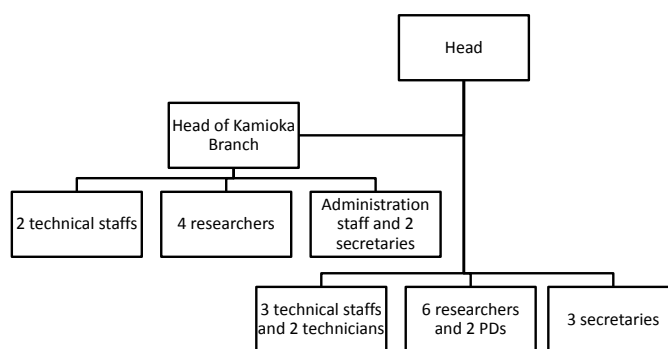 Head
Head of Kamioka
Branch
2 technical staffs
4 researchers
Administration
staff and 2
secretaries
3 technical staffs
and 2 technicians
6 researchers
and 2 PDs
3 secretaries